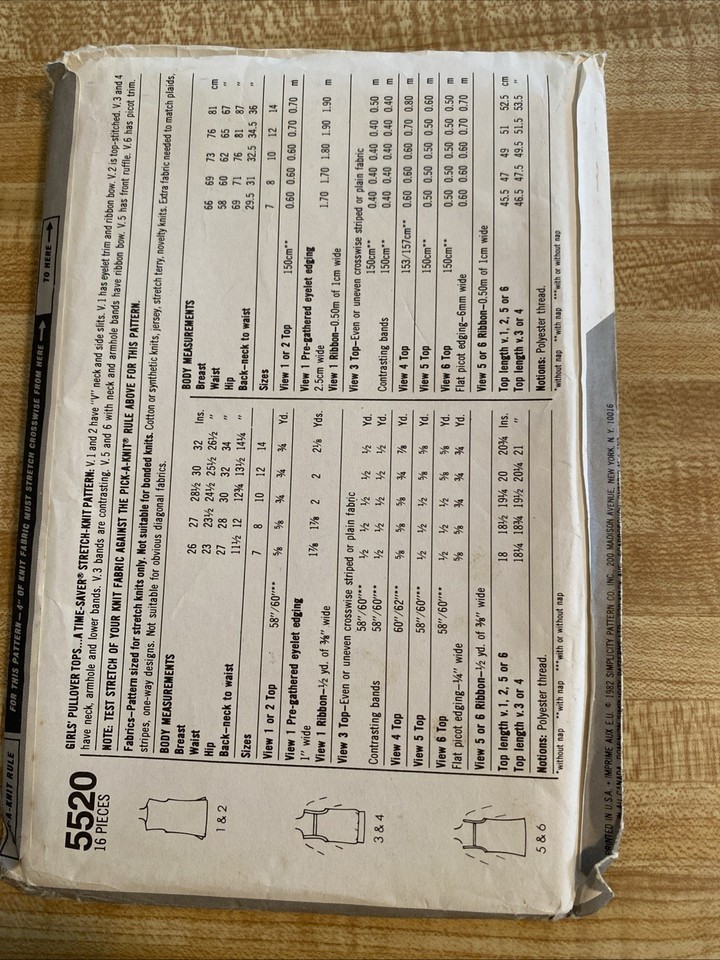 A-KNIT RULE
FOR THIS PATTERN—4" OF KNIT FABRIC MUST STRETCH CROSSWISE FROM HERE
TO HERE
5520
16 PIECES
GIRLS' PULLOVER TOPS...A TIME-SAVER® STRETCH-KNIT PATTERN: V.1 and 2 have "V" neck and side slits. V.1 has eyelet trim and ribbon bow. V.2 is top-stitched. V.3 and 4
have neck, armhole and lower bands. V.3 bands are contrasting. V.5 and 6 with neck and armhole bands have ribbon bow. V.5 has front ruffle. V.6 has picot trim.
NOTE: TEST STRETCH OF YOUR KNIT FABRIC AGAINST THE PICK-A-KNIT® RULE ABOVE FOR THIS PATTERN.
Fabrics–Pattern sized for stretch knits only. Not suitable for bonded knits. Cotton or synthetic knits, jersey, stretch terry, novelty knits. Extra fabric needed to match plaids,
stripes, one-way designs. Not suitable for obvious diagonal fabrics.
1 & 2
3 & 4
5 & 6
BODY MEASUREMENTS
Breast 26 27 28½ 30 32 Ins.
Waist 23 23½ 24½ 25½ 26½ "
Hip 27 28 30 32 34 "
Back–neck to waist 11½ 12 12¾ 13½ 14¼ "
Sizes 7 8 10 12 14
View 1 or 2 Top 58"/60"** ⅝ ⅝ ¾ ¾ ¾ Yd.
View 1 Pre-gathered eyelet edging
1" wide 1⅞ 1⅞ 2 2 2⅛ Yds.
View 1 Ribbon–½ yd. of ⅜" wide
View 3 Top–Even or uneven crosswise striped or plain fabric
58"/60"** ½ ½ ½ ½ ½ Yd.
Contrasting bands 58"/60"** ½ ½ ½ ½ ½ Yd.
View 4 Top 60"/62"** ⅝ ⅝ ⅝ ¾ ⅞ Yd.
View 5 Top 58"/60"** ½ ½ ½ ½ ⅝ Yd.
View 6 Top 58"/60"** ½ ½ ½ ⅝ ⅝ Yd.
Flat picot edging–¼" wide ⅝ ⅝ ¾ ¾ ¾ Yd.
View 5 or 6 Ribbon–½ yd. of ⅜" wide
Top length v.1, 2, 5 or 6 18 18½ 19¼ 20 20¾ Ins.
Top length v.3 or 4 18¼ 18¾ 19½ 20¼ 21 "
Notions: Polyester thread.
*without nap **with nap ***with or without nap
BODY MEASUREMENTS
Breast 66 69 73 76 81 cm
Waist 58 60 62 65 67 "
Hip 69 71 76 81 87 "
Back–neck to waist 29.5 31 32.5 34.5 36 "
Sizes 7 8 10 12 14
View 1 or 2 Top 150cm** 0.60 0.60 0.60 0.70 0.70 m
View 1 Pre-gathered eyelet edging
2.5cm wide 1.70 1.70 1.80 1.90 1.90 m
View 1 Ribbon–0.50m of 1cm wide
View 3 Top–Even or uneven crosswise striped or plain fabric
150cm** 0.40 0.40 0.40 0.40 0.50 m
Contrasting bands 150cm** 0.40 0.40 0.40 0.40 0.40 m
View 4 Top 153/157cm** 0.60 0.60 0.60 0.70 0.80 m
View 5 Top 150cm** 0.50 0.50 0.50 0.50 0.60 m
View 6 Top 150cm** 0.50 0.50 0.50 0.50 0.50 m
Flat picot edging–6mm wide 0.60 0.60 0.60 0.70 0.70 m
View 5 or 6 Ribbon–0.50m of 1cm wide
Top length v.1, 2, 5 or 6 45.5 47 49 51 52.5 cm
Top length v.3 or 4 46.5 47.5 49.5 51.5 53.5 "
Notions: Polyester thread.
*without nap **with nap ***with or without nap
PRINTED IN U.S.A. • IMPRIME AUX E.U. © 1982 SIMPLICITY PATTERN CO. INC., 200 MADISON AVENUE, NEW YORK, N.Y. 10016